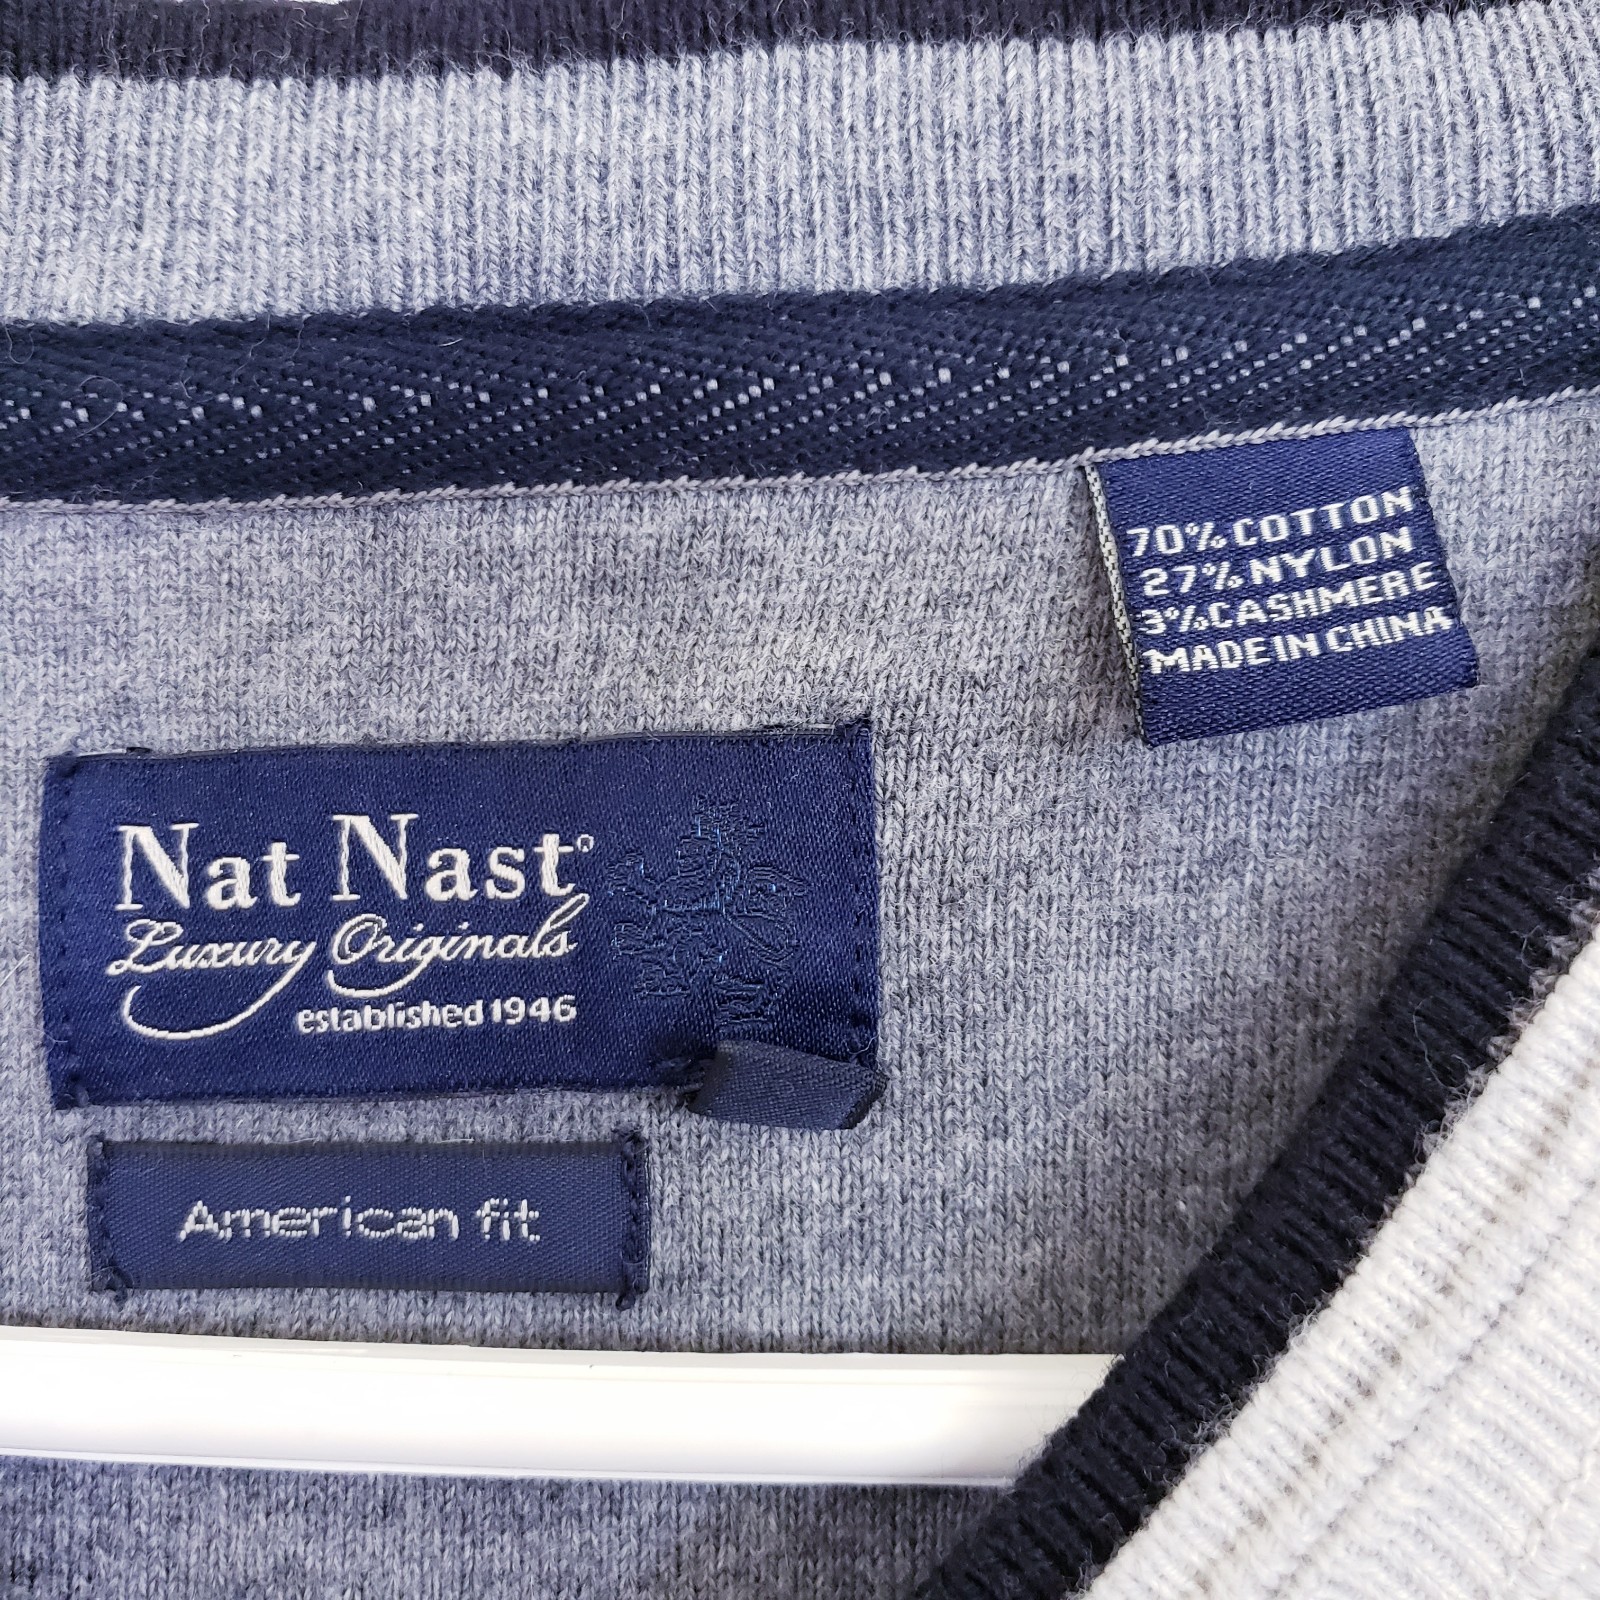 70% COTTON
27% NYLON
3% CASHMERE
MADE IN CHINA
Nat Nast®
Luxury Originals
established 1946
American fit